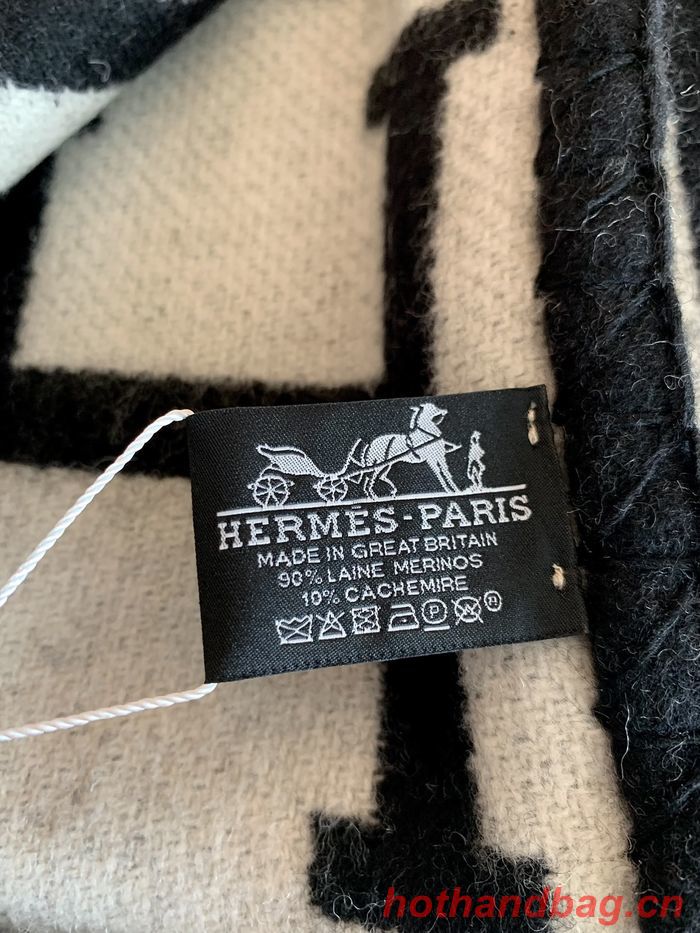 HERMÈS-PARIS
MADE IN GREAT BRITAIN
90% LAINE MERINOS
10% CACHEMIRE
P W H
hothandbag.cn